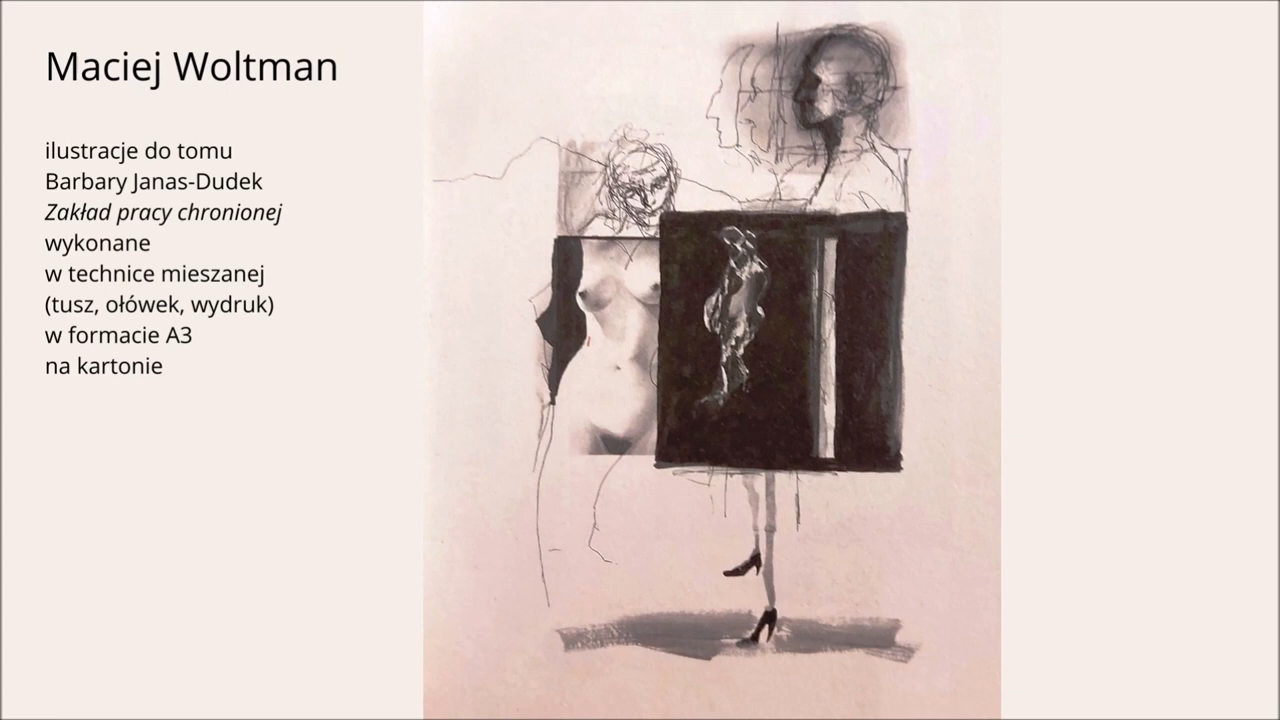 Maciej Woltman
ilustracje do tomu
Barbary Janas-Dudek
Zakład pracy chronionej
wykonane
w technice mieszanej
(tusz, ołówek, wydruk)
w formacie A3
na kartonie